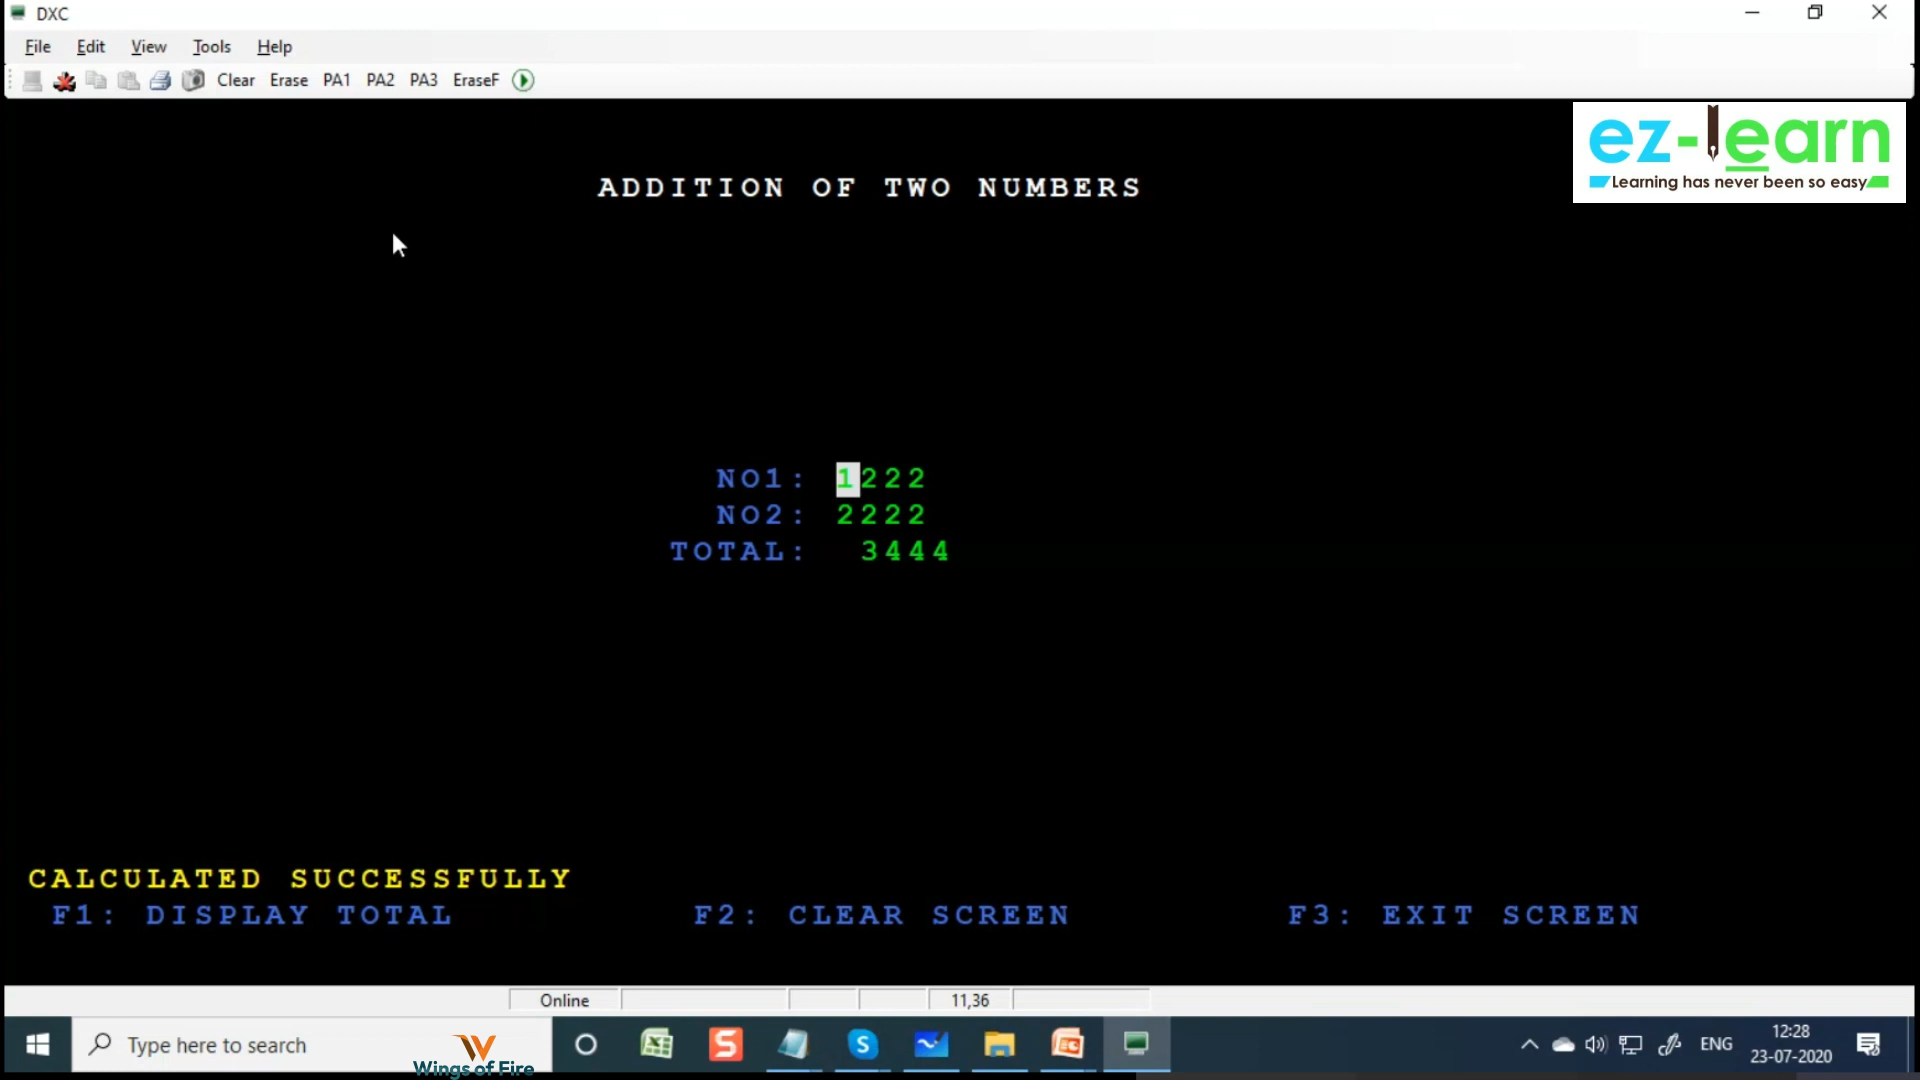 DXC
File Edit View Tools Help
Clear Erase PA1 PA2 PA3 EraseF
ez-learn
Learning has never been so easy
ADDITION OF TWO NUMBERS
NO1: 1222
NO2: 2222
TOTAL: 3444
CALCULATED SUCCESSFULLY
F1: DISPLAY TOTAL F2: CLEAR SCREEN F3: EXIT SCREEN
Online 11,36
Type here to search
Wings of Fire
ENG
12:28
23-07-2020